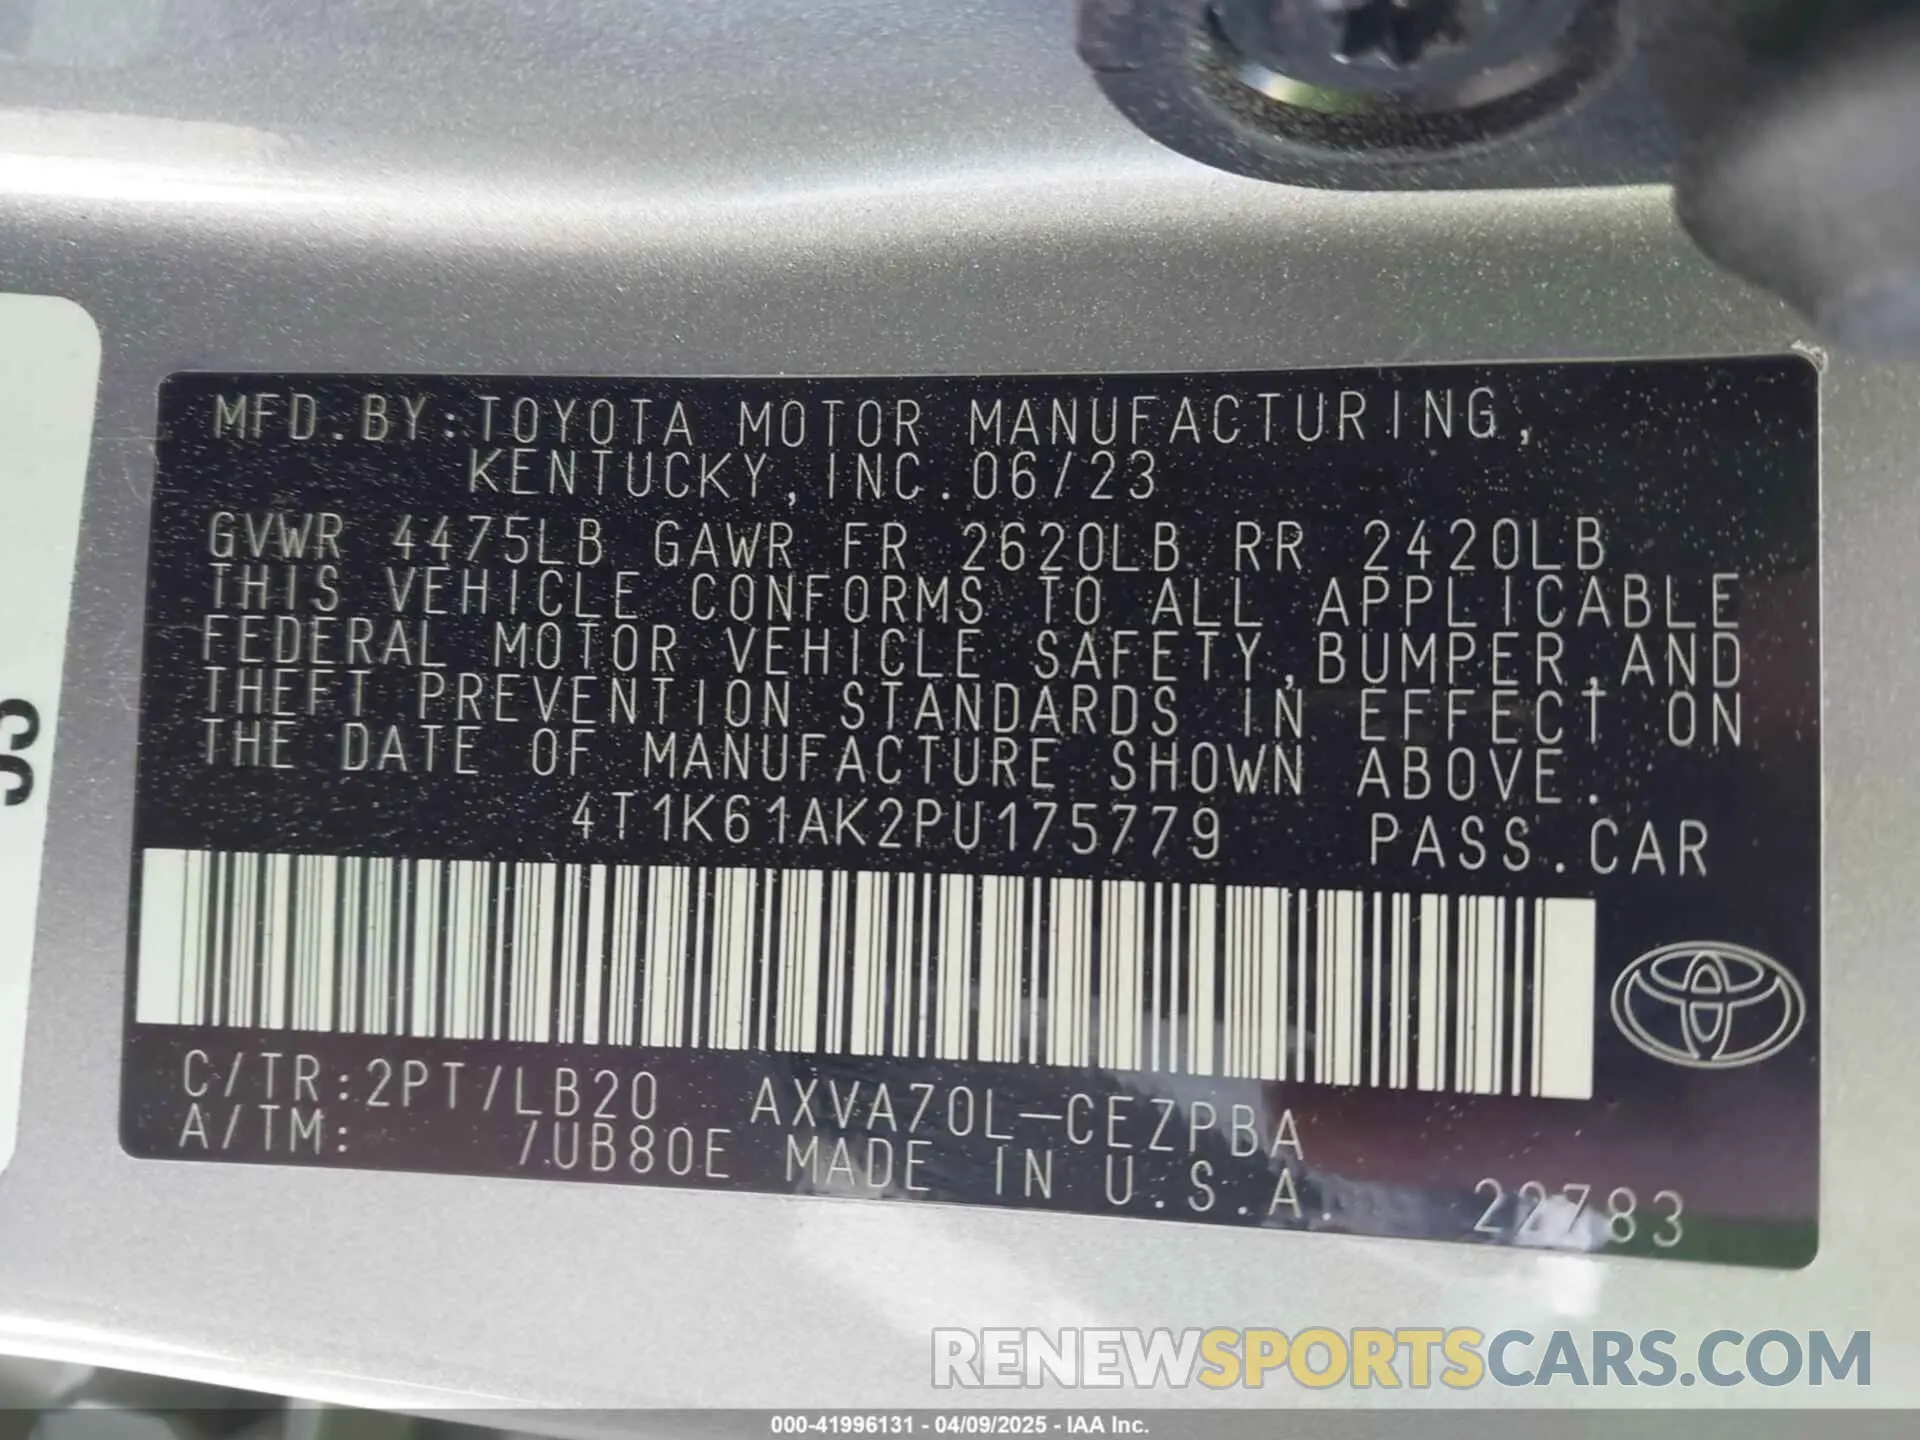 MFD.BY:TOYOTA MOTOR MANUFACTURING,
KENTUCKY,INC.06/23
GVWR 4475LB GAWR FR 2620LB RR 2420LB
THIS VEHICLE CONFORMS TO ALL APPLICABLE
FEDERAL MOTOR VEHICLE SAFETY,BUMPER,AND
THEFT PREVENTION STANDARDS IN EFFECT ON
THE DATE OF MANUFACTURE SHOWN ABOVE.
4T1K61AK2PU175779 PASS.CAR
C/TR:2PT/LB20 AXVA70L-CEZPBA
A/TM: /UB80E MADE IN U.S.A. 22783
RENEWSPORTSCARS.COM
000-41996131 - 04/09/2025 - IAA Inc.